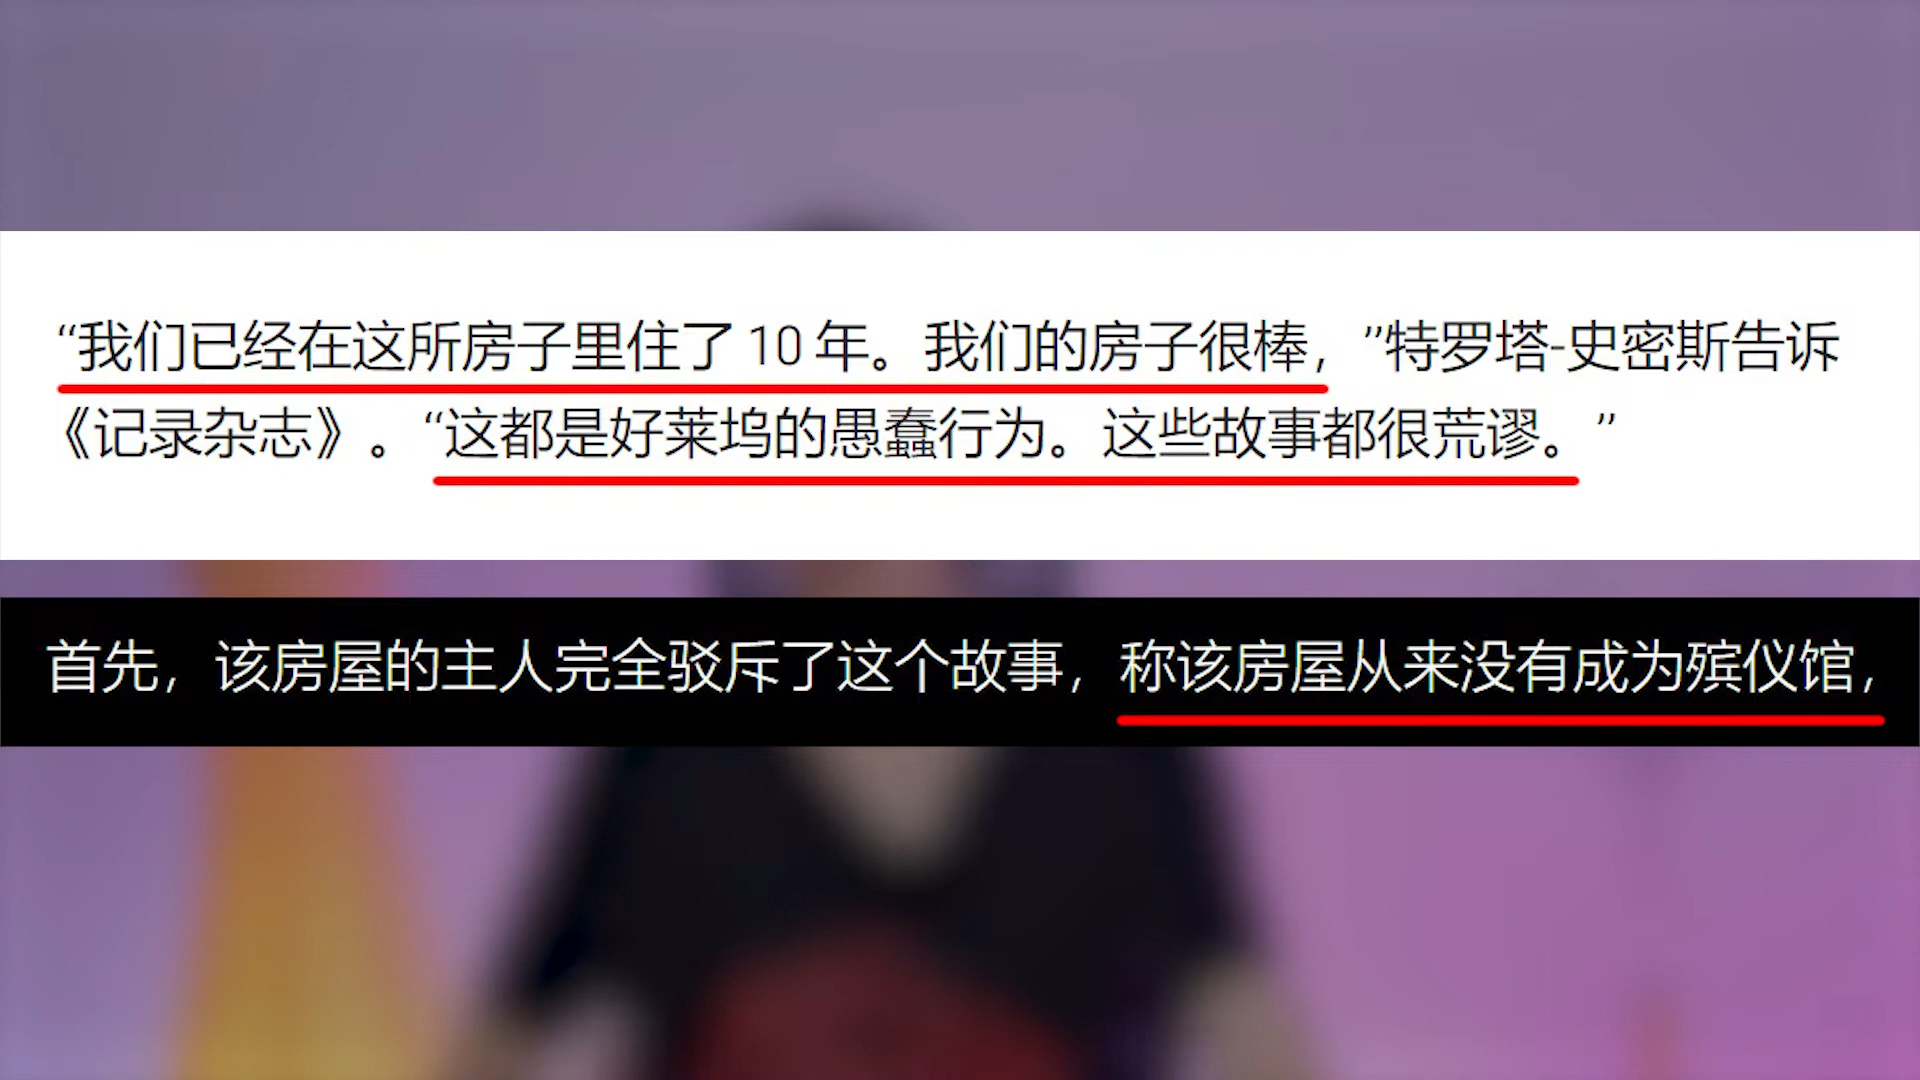 “我们已经在这所房子里住了 10 年。我们的房子很棒，”特罗塔-史密斯告诉
《记录杂志》。“这都是好莱坞的愚蠢行为。这些故事都很荒谬。”
首先，该房屋的主人完全驳斥了这个故事，称该房屋从来没有成为殡仪馆，